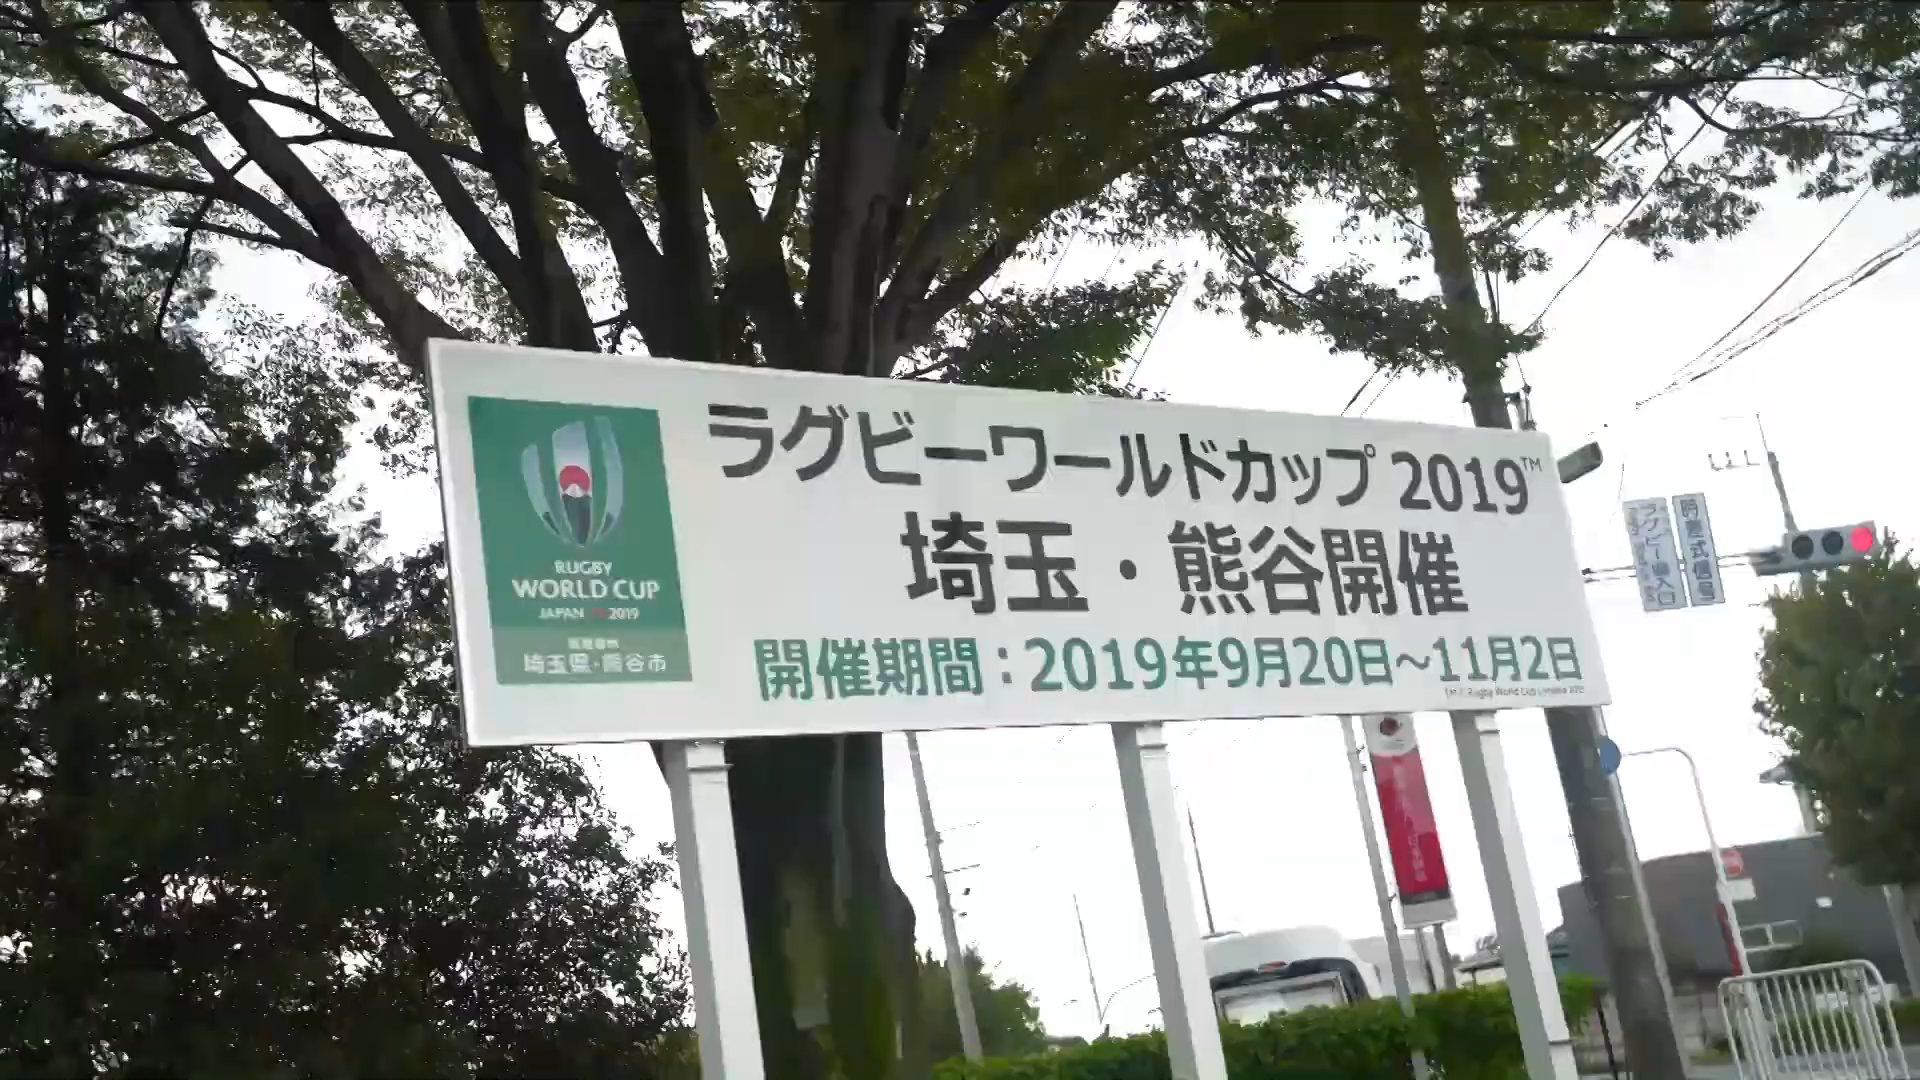 ラグビーワールドカップ 2019™
埼玉・熊谷開催
開催期間：2019年9月20日～11月2日
RUGBY
WORLD CUP
JAPAN 2019
埼玉県・熊谷市
時差式信号
ラグビー場入口